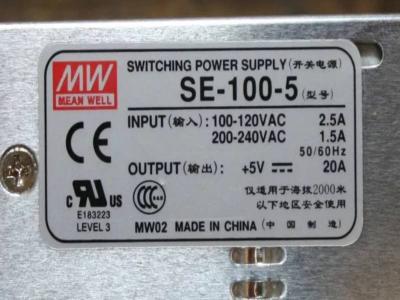 MW
MEAN WELL
SWITCHING POWER SUPPLY (开关电源)
SE-100-5 (型号)
INPUT (输入): 100-120VAC 2.5A
200-240VAC 1.5A
50/60Hz
OUTPUT (输出): +5V 20A
仅适用于海拔2000米
以下地区安全使用
CE
c RU US
E183223
LEVEL 3
CCC
MW02 MADE IN CHINA (中国制造)